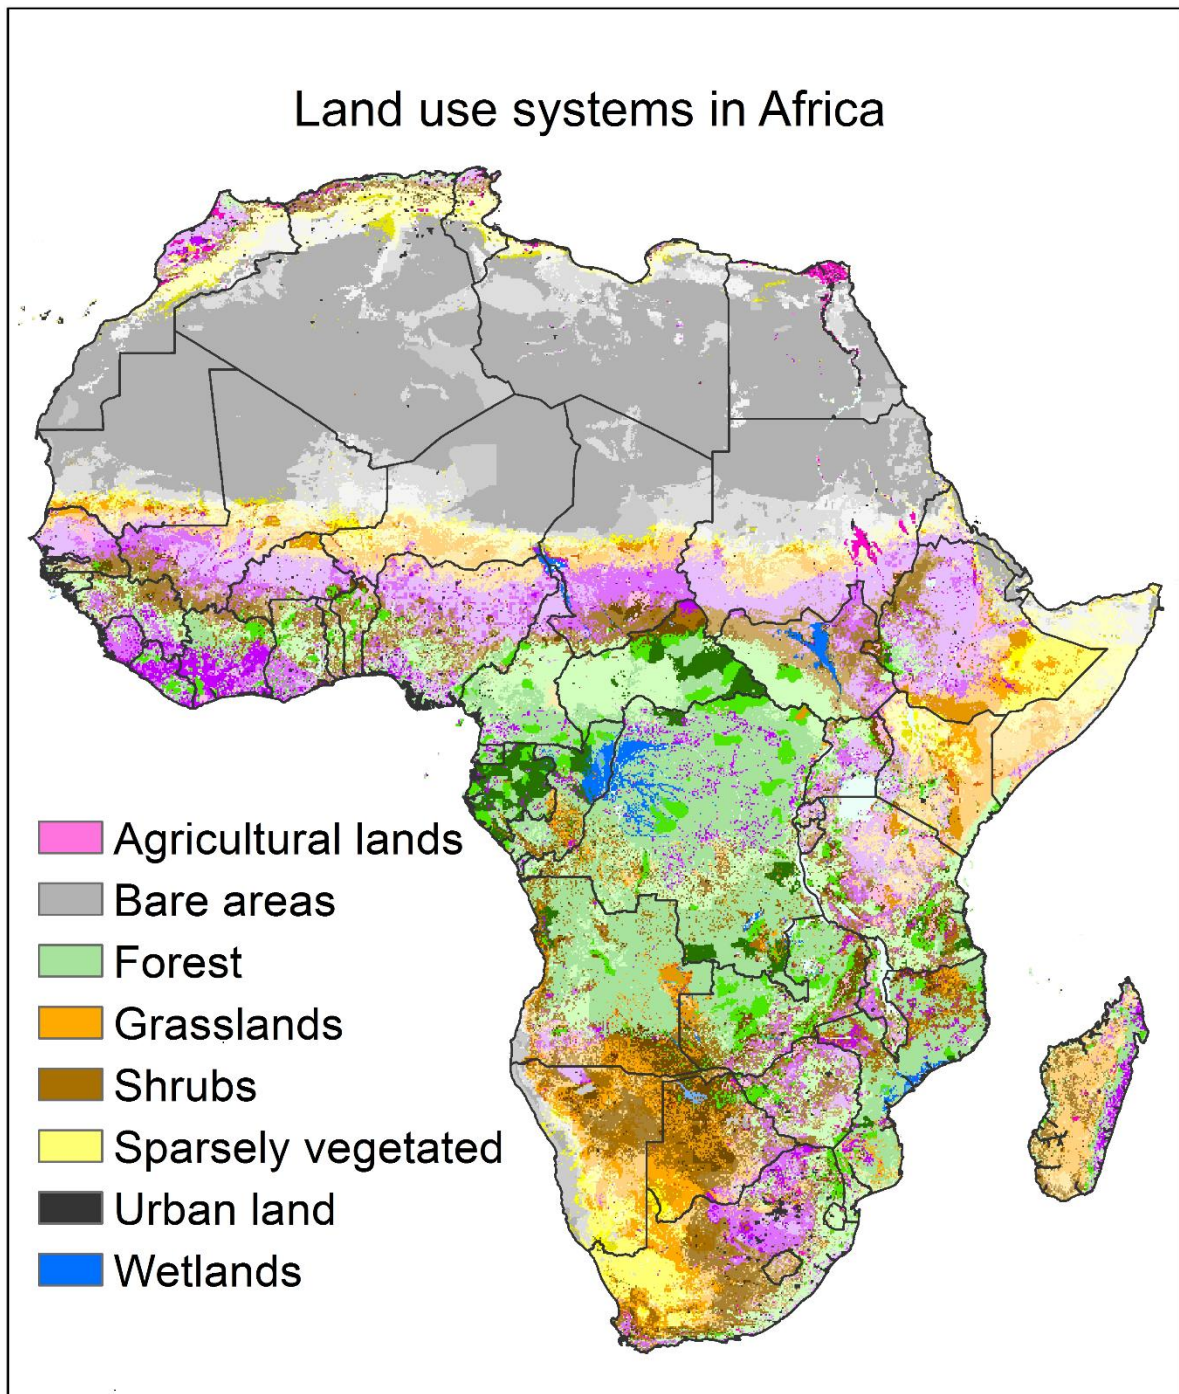 Land use systems in Africa
Agricultural lands
Bare areas
Forest
Grasslands
Shrubs
Sparsely vegetated
Urban land
Wetlands